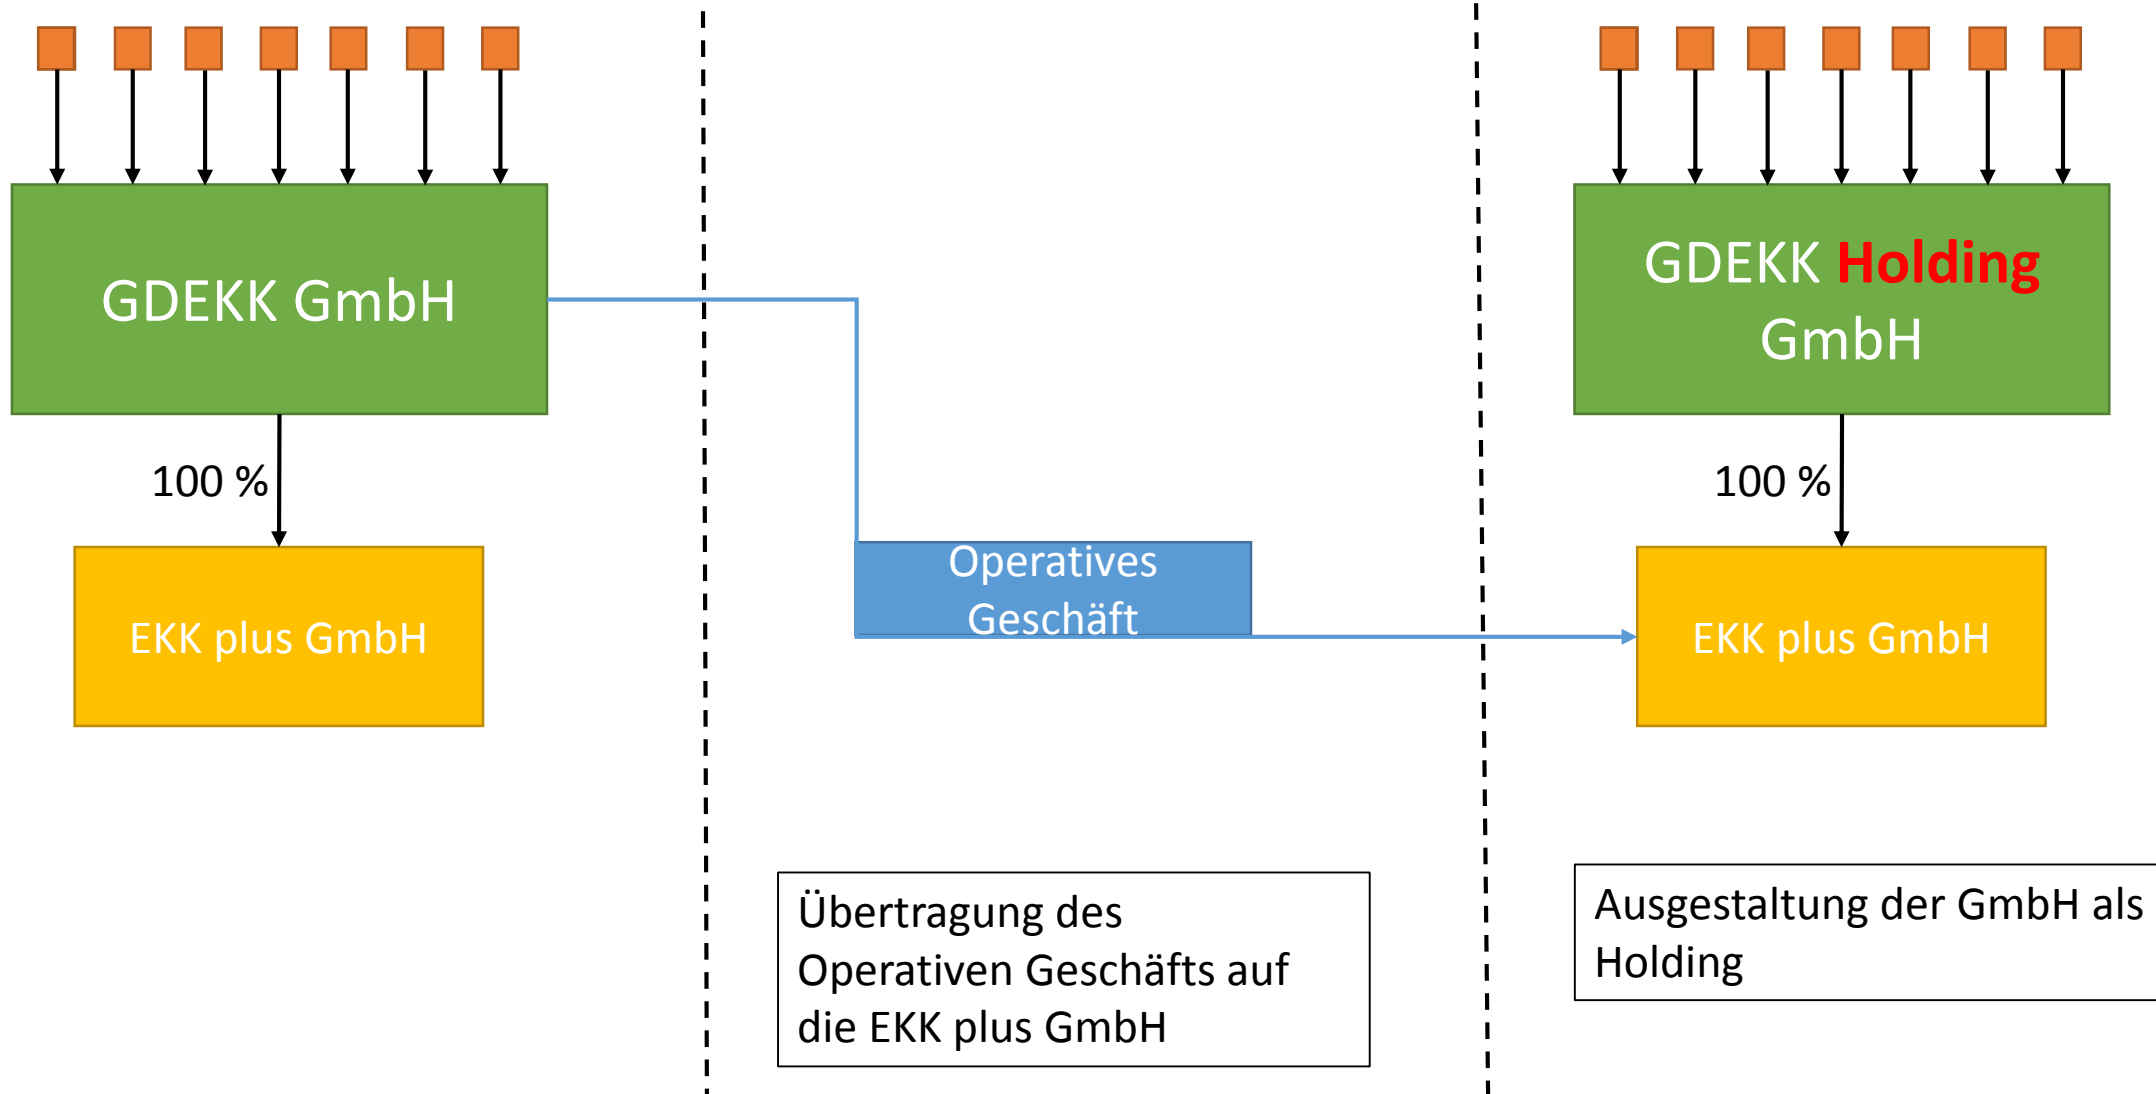 GDEKK GmbH
100 %
EKK plus GmbH
Operatives
Geschäft
Übertragung des
Operativen Geschäfts auf
die EKK plus GmbH
GDEKK Holding
GmbH
100 %
EKK plus GmbH
Ausgestaltung der GmbH als
Holding